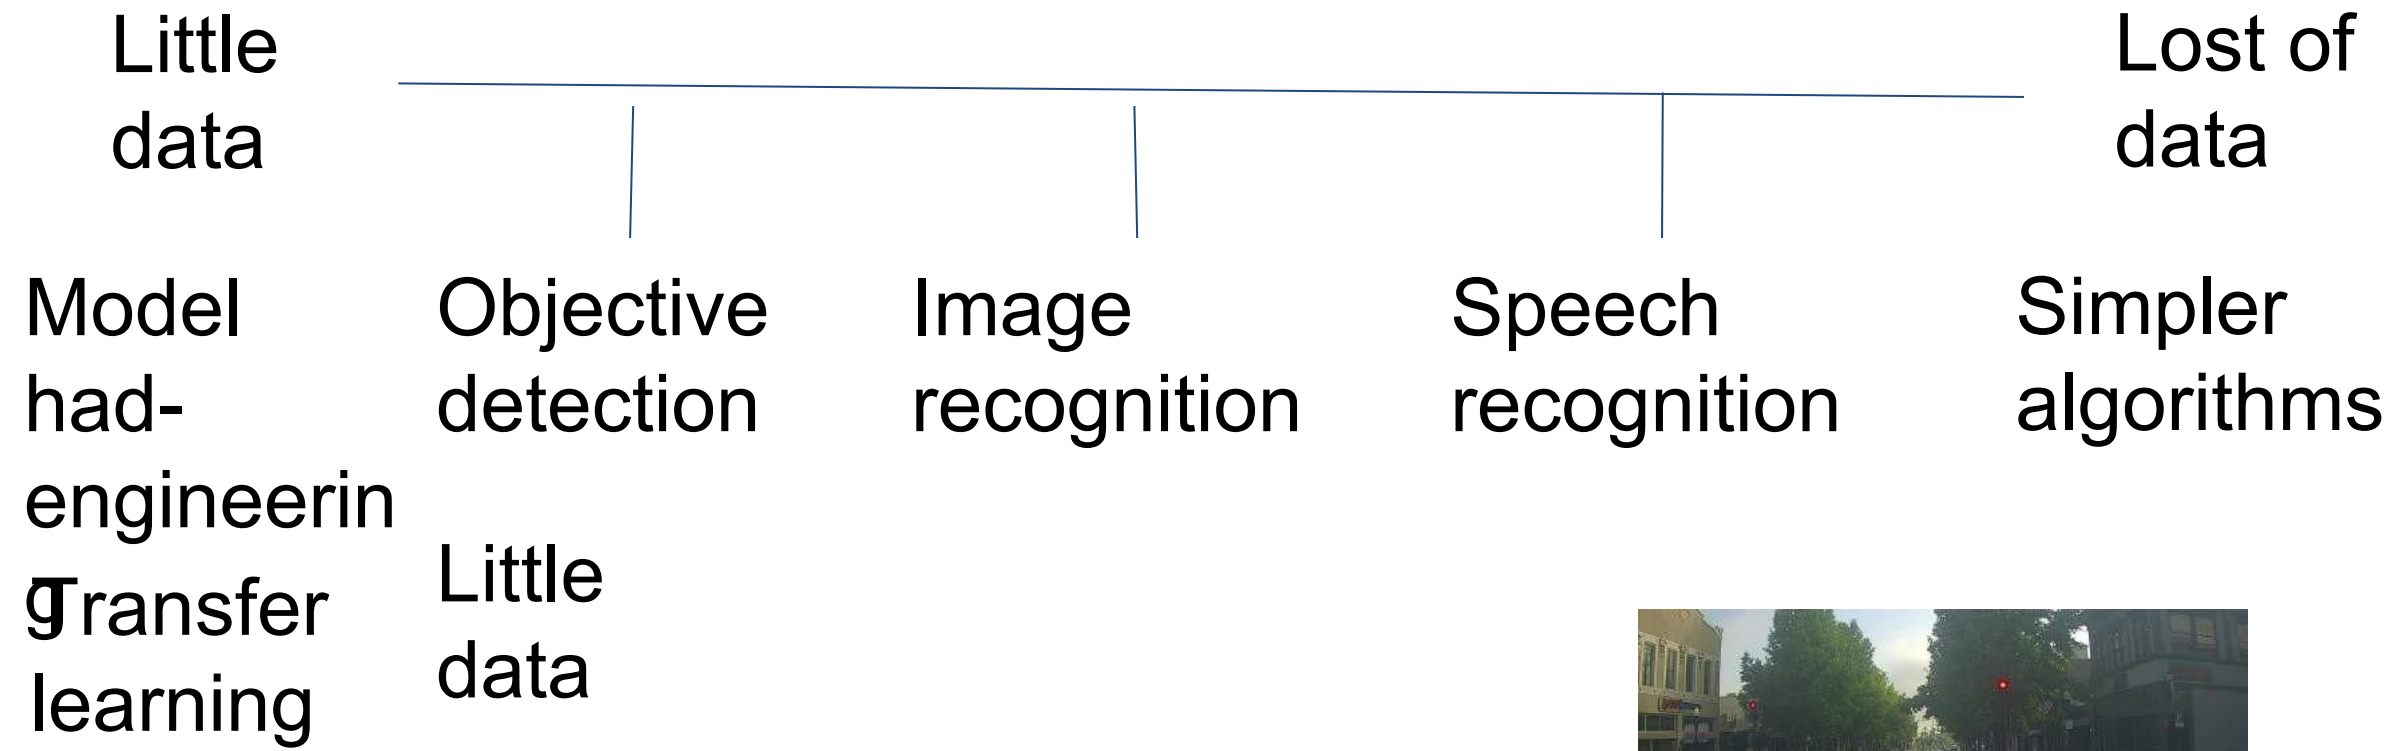 Little
data
Lost of
data
Model
had-
engineerin
g
Objective
detection
Image
recognition
Speech
recognition
Simpler
algorithms
Transfer
learning
Little
data